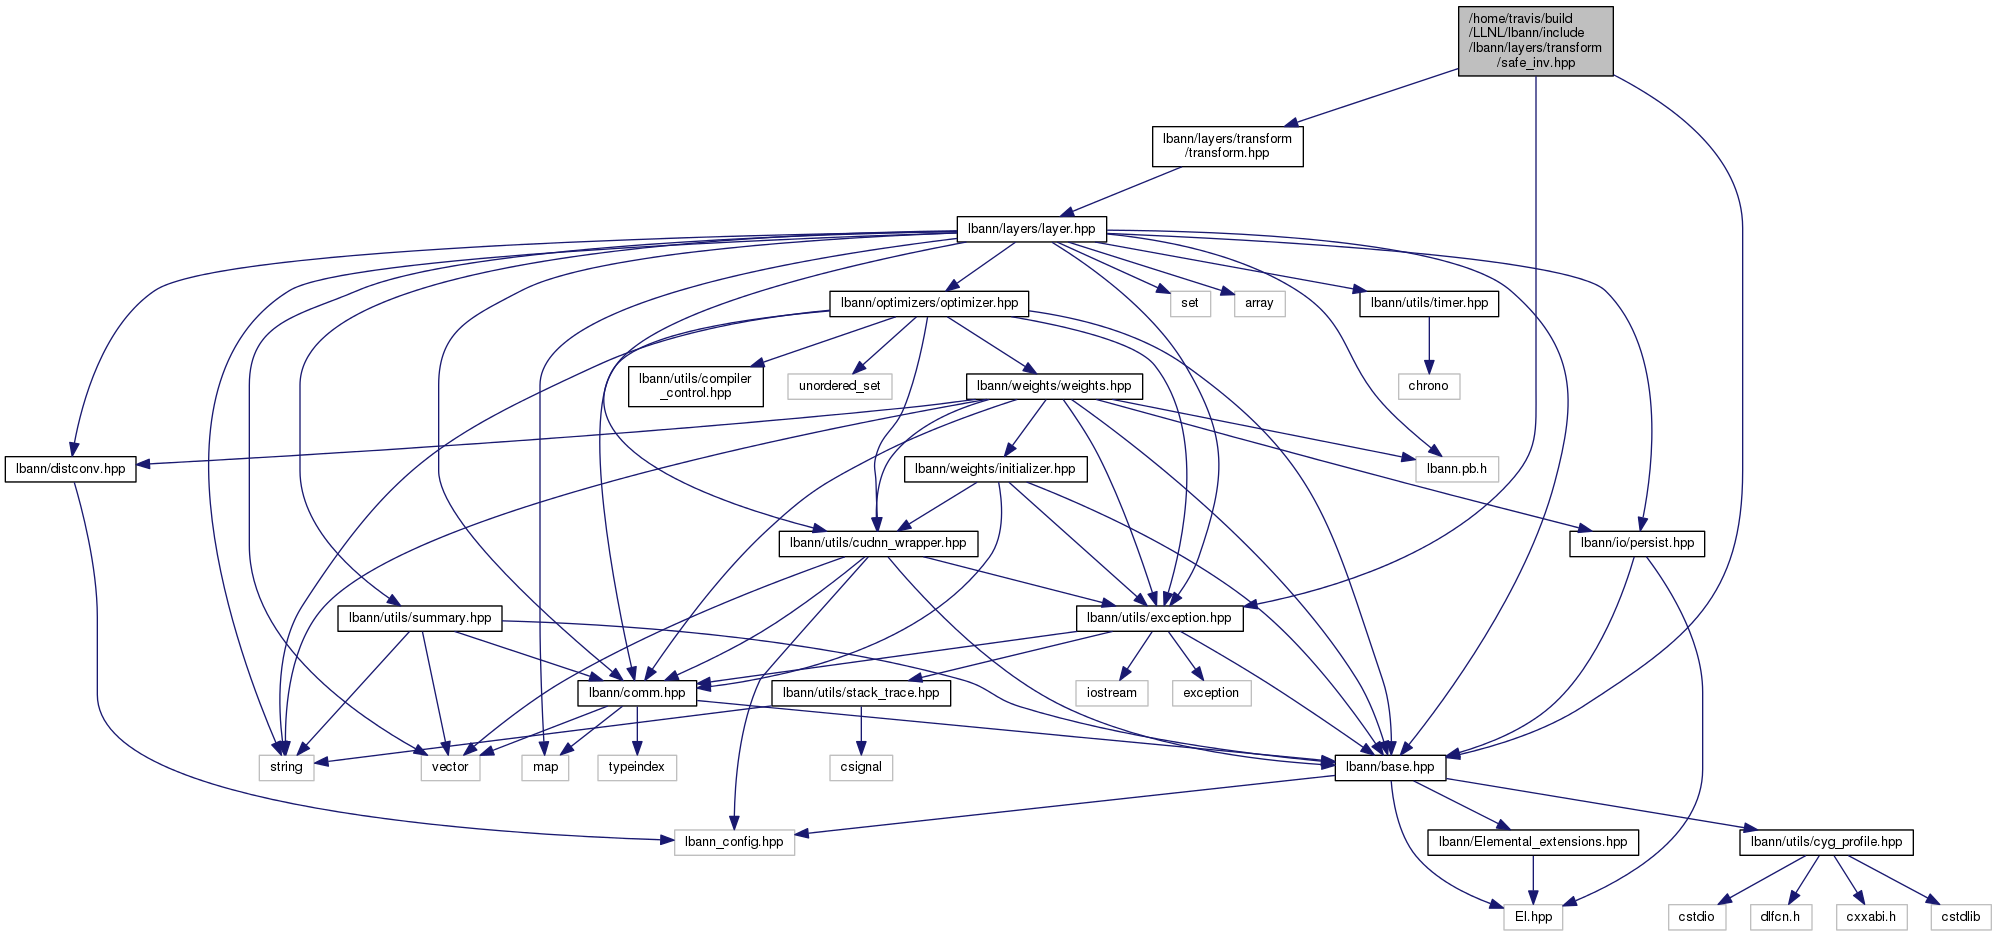 /home/travis/build
/LLNL/lbann/include
/lbann/layers/transform
/safe_inv.hpp
lbann/layers/transform
/transform.hpp
lbann/layers/layer.hpp
lbann/optimizers/optimizer.hpp
set
array
lbann/utils/timer.hpp
lbann/utils/compiler
_control.hpp
unordered_set
lbann/weights/weights.hpp
chrono
lbann/distconv.hpp
lbann/weights/initializer.hpp
lbann.pb.h
lbann/utils/cudnn_wrapper.hpp
lbann/io/persist.hpp
lbann/utils/summary.hpp
lbann/utils/exception.hpp
lbann/comm.hpp
lbann/utils/stack_trace.hpp
iostream
exception
string
vector
map
typeindex
csignal
lbann/base.hpp
lbann_config.hpp
lbann/Elemental_extensions.hpp
lbann/utils/cyg_profile.hpp
El.hpp
cstdio
dlfcn.h
cxxabi.h
cstdlib